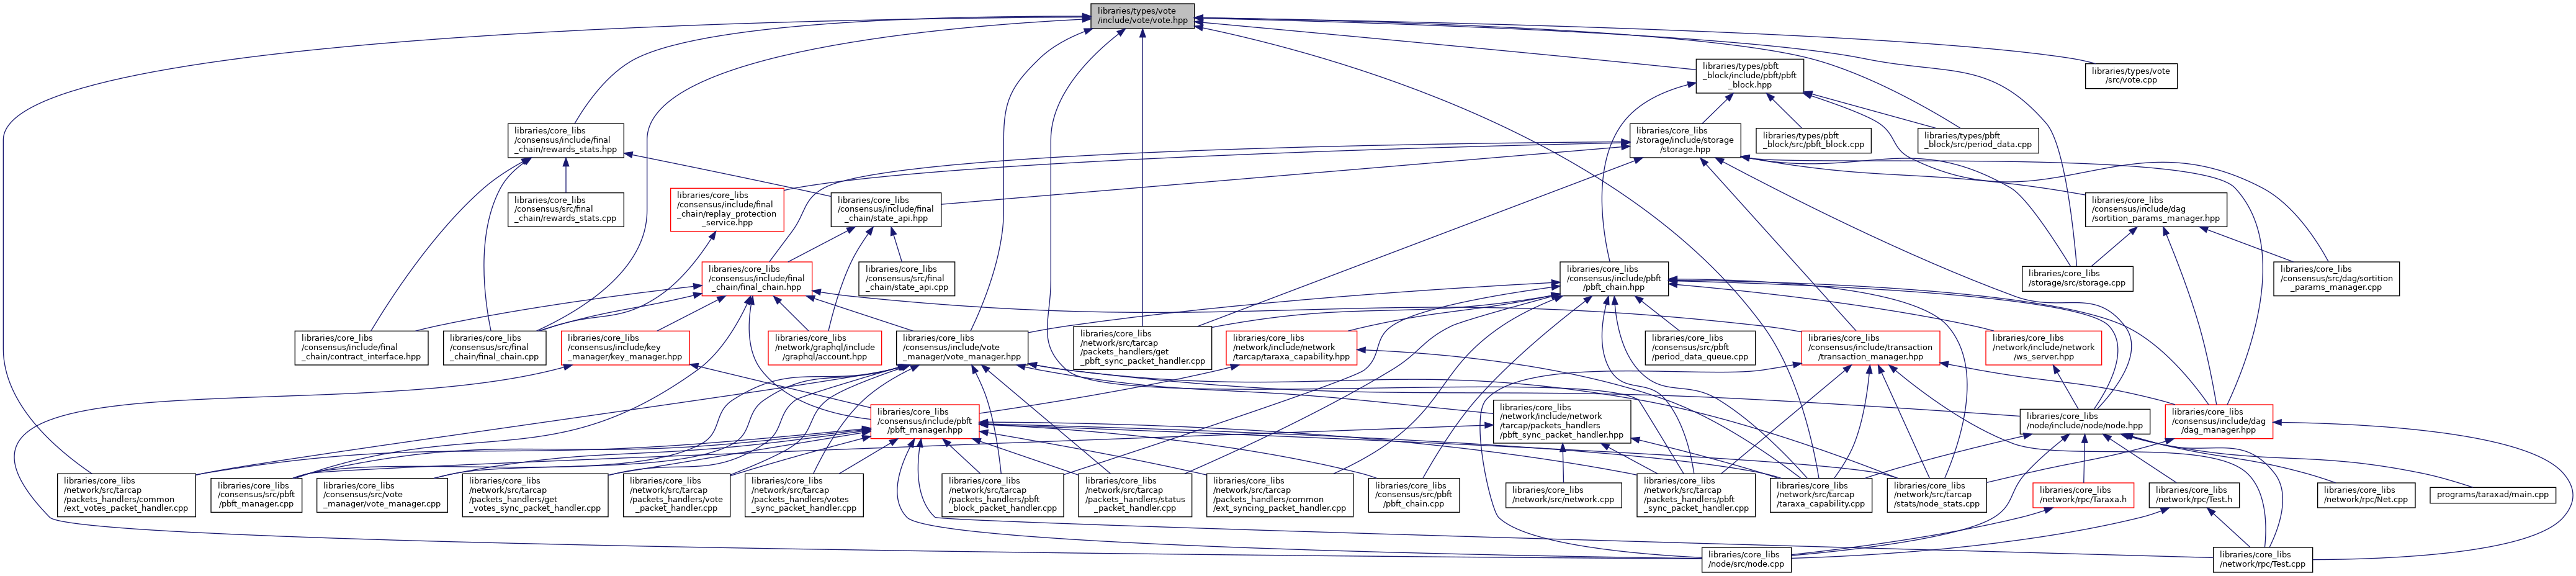 libraries/types/vote
/include/vote/vote.hpp
libraries/types/pbft
_block/include/pbft/pbft
_block.hpp
libraries/types/vote
/src/vote.cpp
libraries/core_libs
/consensus/include/final
_chain/rewards_stats.hpp
libraries/core_libs
/storage/include/storage
/storage.hpp
libraries/types/pbft
_block/src/pbft_block.cpp
libraries/types/pbft
_block/src/period_data.cpp
libraries/core_libs
/consensus/src/final
_chain/rewards_stats.cpp
libraries/core_libs
/consensus/include/final
_chain/replay_protection
_service.hpp
libraries/core_libs
/consensus/include/final
_chain/state_api.hpp
libraries/core_libs
/consensus/include/dag
/sortition_params_manager.hpp
libraries/core_libs
/consensus/include/final
_chain/final_chain.hpp
libraries/core_libs
/consensus/src/final
_chain/state_api.cpp
libraries/core_libs
/consensus/include/pbft
/pbft_chain.hpp
libraries/core_libs
/storage/src/storage.cpp
libraries/core_libs
/consensus/src/dag/sortition
_params_manager.cpp
libraries/core_libs
/consensus/include/final
_chain/contract_interface.hpp
libraries/core_libs
/consensus/src/final
_chain/final_chain.cpp
libraries/core_libs
/consensus/include/key
_manager/key_manager.hpp
libraries/core_libs
/network/graphql/include
/graphql/account.hpp
libraries/core_libs
/consensus/include/vote
_manager/vote_manager.hpp
libraries/core_libs
/network/src/tarcap
/packets_handlers/get
_pbft_sync_packet_handler.cpp
libraries/core_libs
/network/include/network
/tarcap/taraxa_capability.hpp
libraries/core_libs
/consensus/src/pbft
/period_data_queue.cpp
libraries/core_libs
/consensus/include/transaction
/transaction_manager.hpp
libraries/core_libs
/network/include/network
/ws_server.hpp
libraries/core_libs
/consensus/include/pbft
/pbft_manager.hpp
libraries/core_libs
/network/include/network
/tarcap/packets_handlers
/pbft_sync_packet_handler.hpp
libraries/core_libs
/node/include/node/node.hpp
libraries/core_libs
/consensus/include/dag
/dag_manager.hpp
libraries/core_libs
/network/src/tarcap
/packets_handlers/common
/ext_votes_packet_handler.cpp
libraries/core_libs
/consensus/src/pbft
/pbft_manager.cpp
libraries/core_libs
/consensus/src/vote
_manager/vote_manager.cpp
libraries/core_libs
/network/src/tarcap
/packets_handlers/get
_votes_sync_packet_handler.cpp
libraries/core_libs
/network/src/tarcap
/packets_handlers/vote
_packet_handler.cpp
libraries/core_libs
/network/src/tarcap
/packets_handlers/votes
_sync_packet_handler.cpp
libraries/core_libs
/network/src/tarcap
/packets_handlers/pbft
_block_packet_handler.cpp
libraries/core_libs
/network/src/tarcap
/packets_handlers/status
_packet_handler.cpp
libraries/core_libs
/network/src/tarcap
/packets_handlers/common
/ext_syncing_packet_handler.cpp
libraries/core_libs
/consensus/src/pbft
/pbft_chain.cpp
libraries/core_libs
/network/src/network.cpp
libraries/core_libs
/network/src/tarcap
/packets_handlers/pbft
_sync_packet_handler.cpp
libraries/core_libs
/network/src/tarcap
/taraxa_capability.cpp
libraries/core_libs
/network/src/tarcap
/stats/node_stats.cpp
libraries/core_libs
/network/rpc/Taraxa.h
libraries/core_libs
/network/rpc/Test.h
libraries/core_libs
/network/rpc/Net.cpp
programs/taraxad/main.cpp
libraries/core_libs
/node/src/node.cpp
libraries/core_libs
/network/rpc/Test.cpp